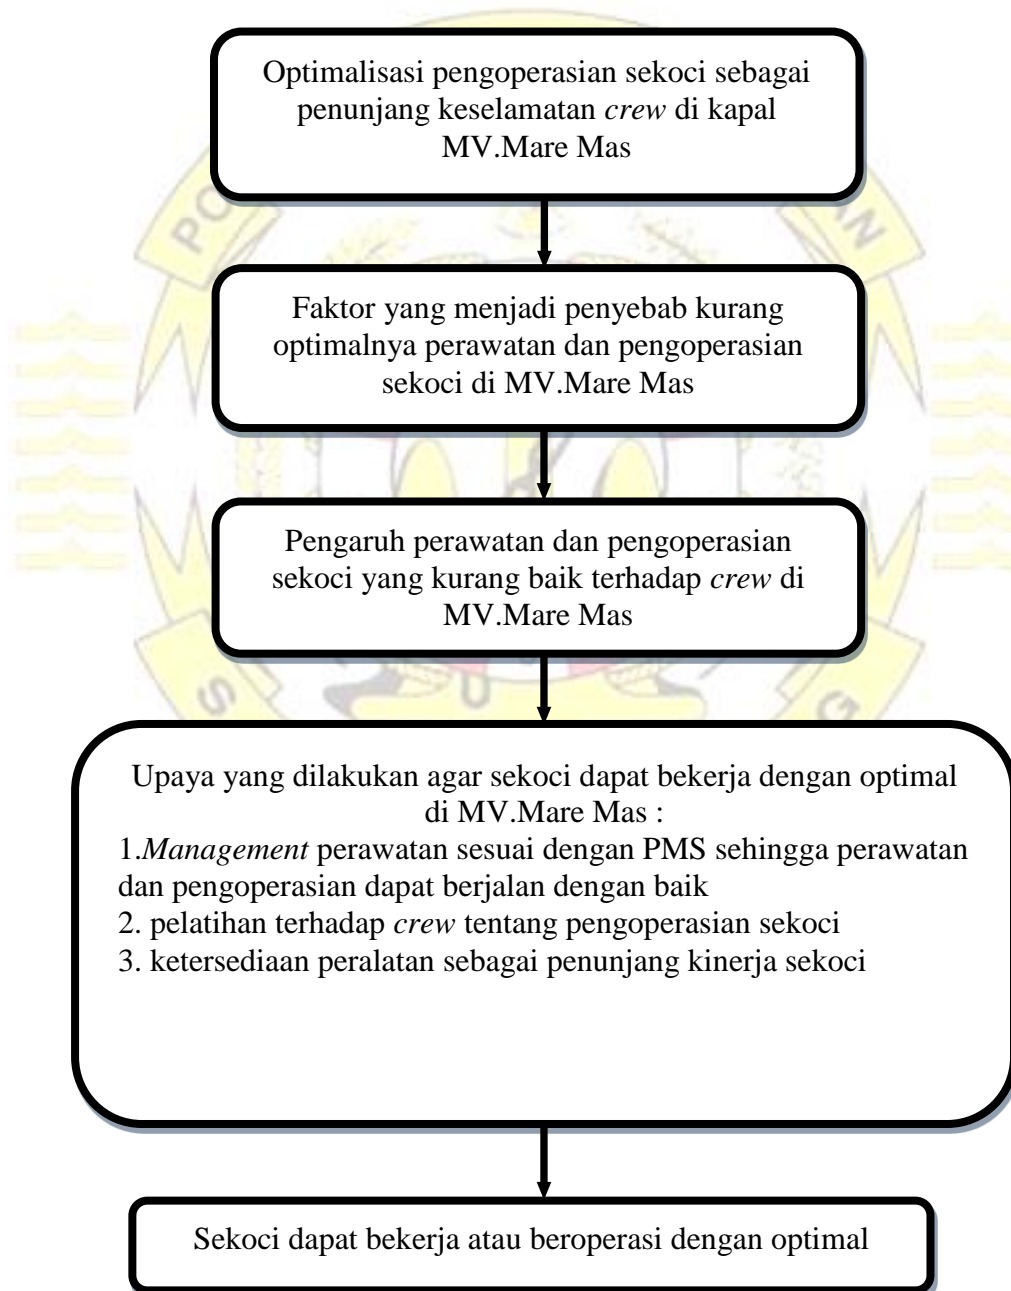 Optimalisasi pengoperasian sekoci sebagai
penunjang keselamatan crew di kapal
MV.Mare Mas
Faktor yang menjadi penyebab kurang
optimalnya perawatan dan pengoperasian
sekoci di MV.Mare Mas
Pengaruh perawatan dan pengoperasian
sekoci yang kurang baik terhadap crew di
MV.Mare Mas
Upaya yang dilakukan agar sekoci dapat bekerja dengan optimal
di MV.Mare Mas :
1.Management perawatan sesuai dengan PMS sehingga perawatan
dan pengoperasian dapat berjalan dengan baik
2. pelatihan terhadap crew tentang pengoperasian sekoci
3. ketersediaan peralatan sebagai penunjang kinerja sekoci
Sekoci dapat bekerja atau beroperasi dengan optimal